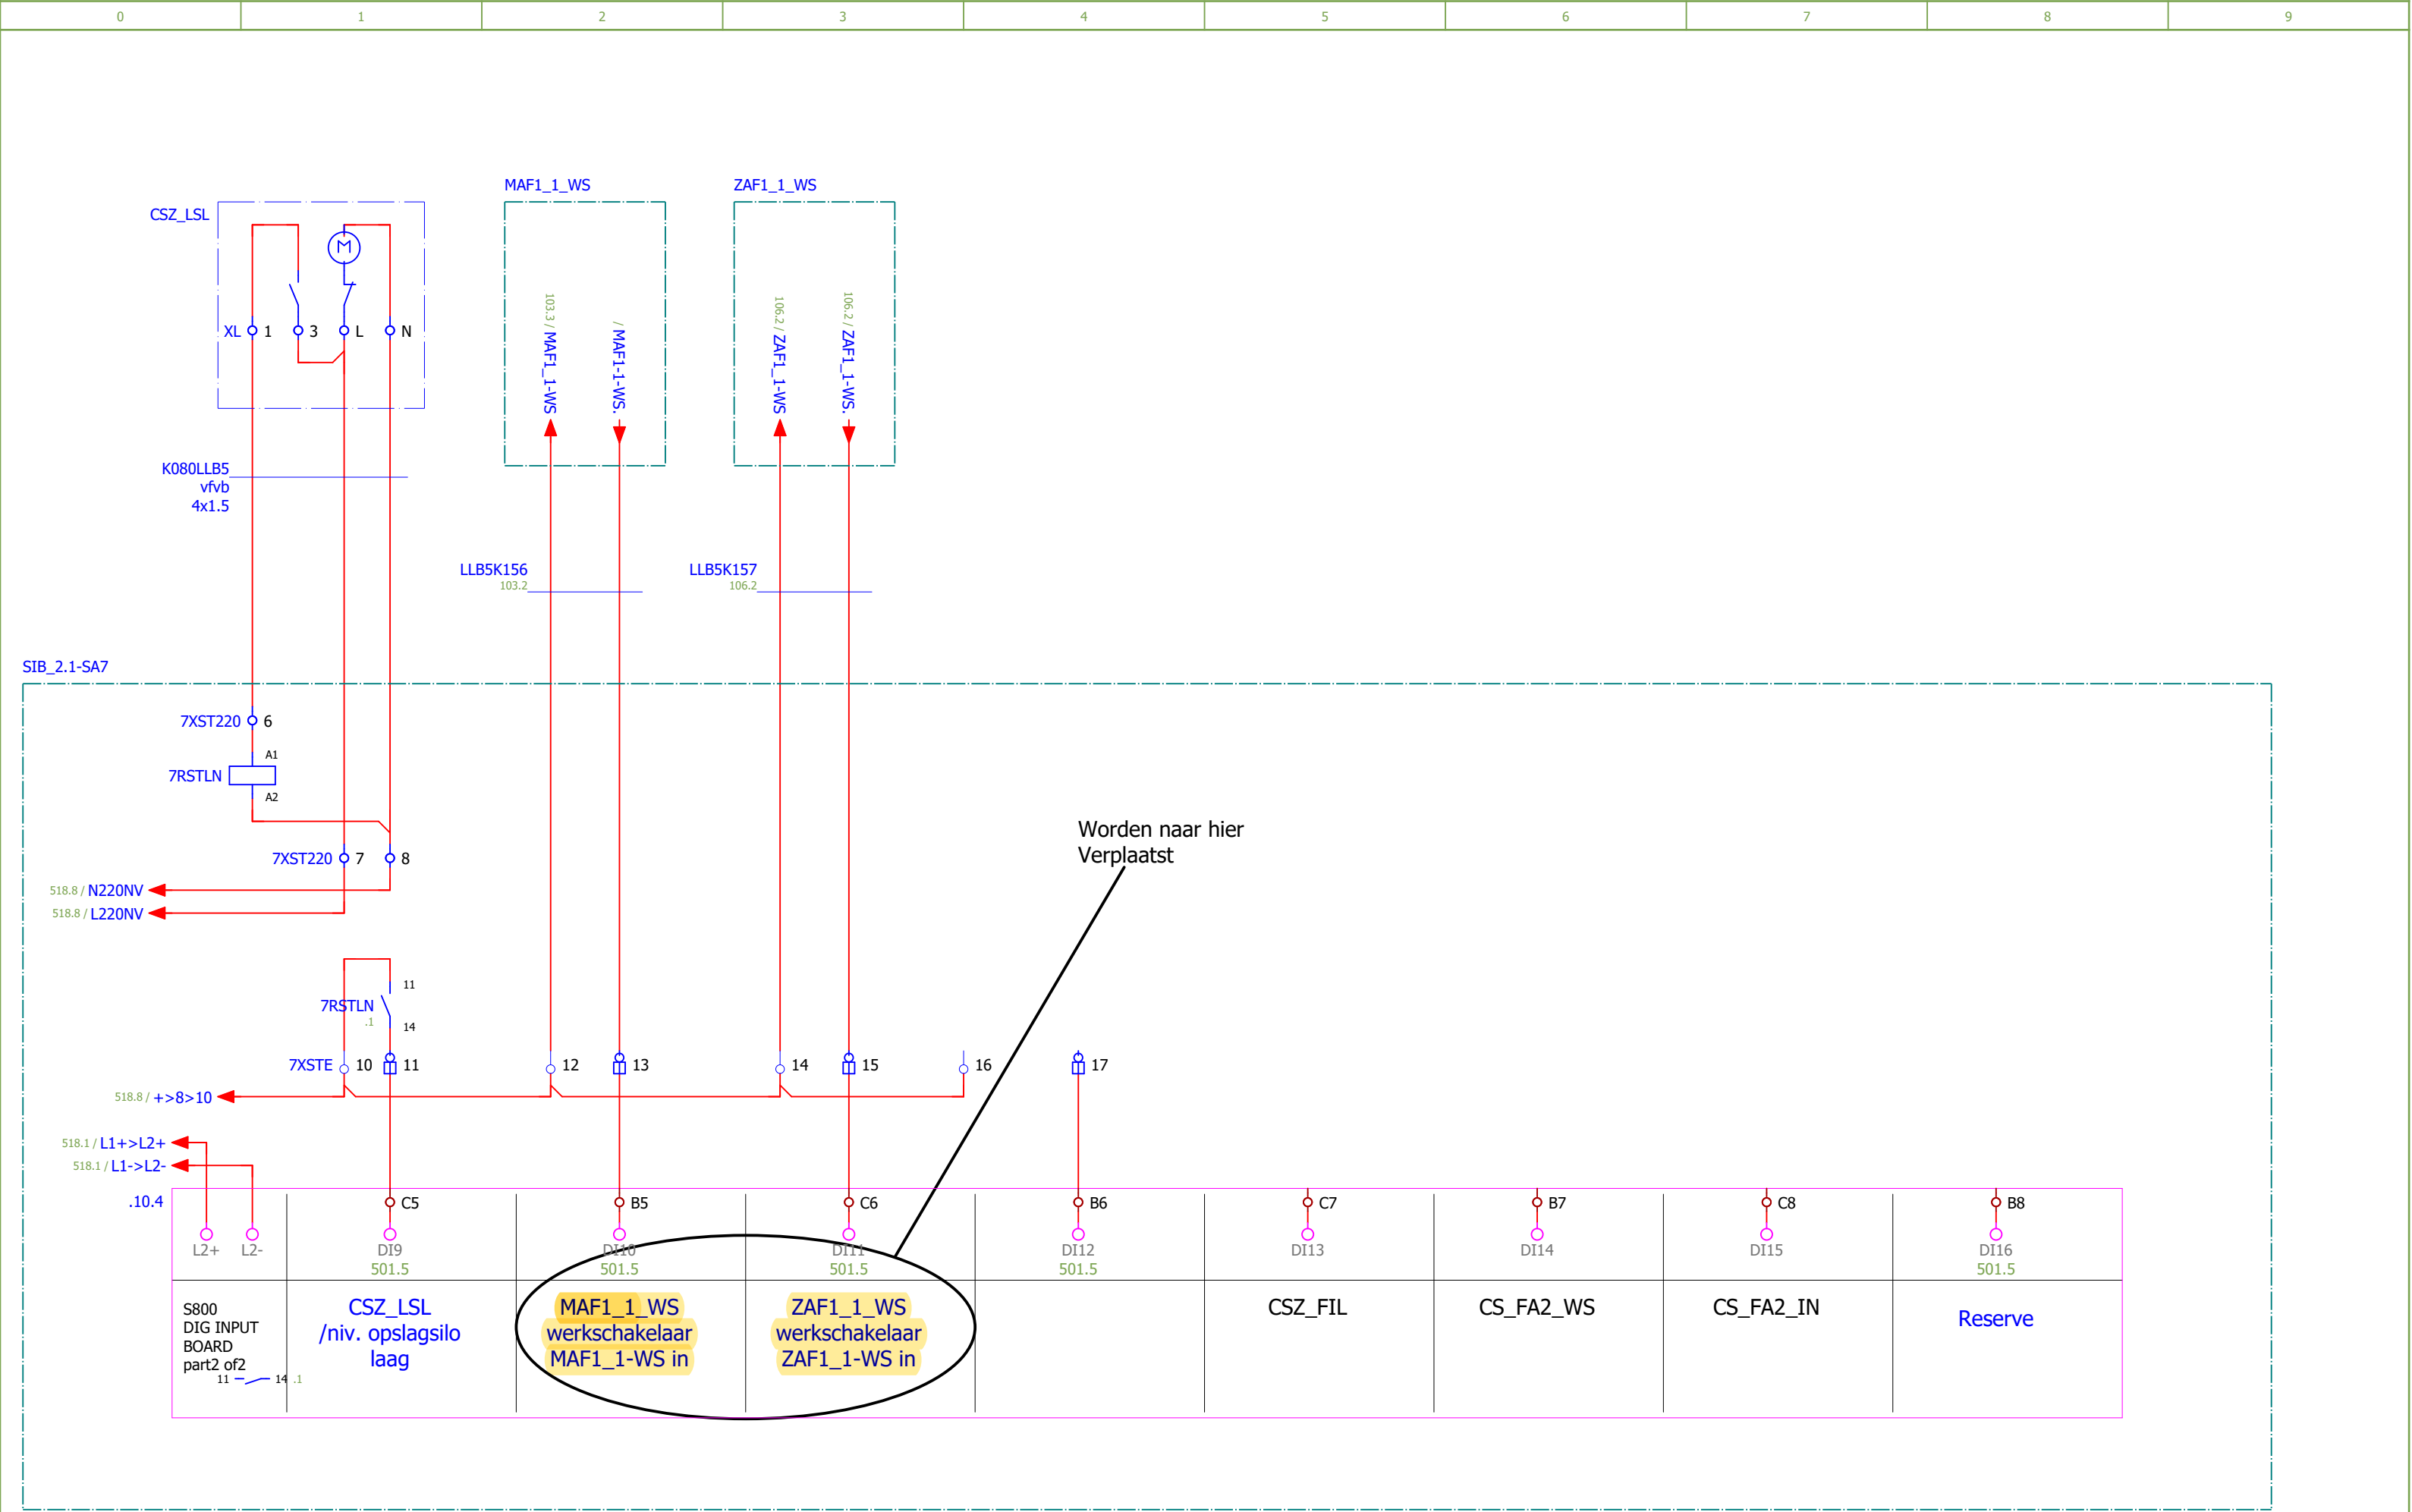 0 1 2 3 4 5 6 7 8 9
MAF1_1_WS ZAF1_1_WS
CSZ_LSL
M
103.3 / MAF1_1-WS
/ MAF1-1-WS.
106.2 / ZAF1_1-WS
106.2 / ZAF1_1-WS.
XL 1 3 L N
K080LLB5
vfvb
4x1.5
LLB5K156
103.2
LLB5K157
106.2
SIB_2.1-SA7
7XST220 6
A1
7RSTLN
A2
Worden naar hier
Verplaatst
7XST220 7 8
518.8 / N220NV
518.8 / L220NV
11
7RSTLN
.1
14
7XSTE 10 11 12 13 14 15 16 17
518.8 / +>8>10
518.1 / L1+>L2+
518.1 / L1->L2-
.10.4 C5 B5 C6 B6 C7 B7 C8 B8
L2+ L2- DI9 DI10 DI11 DI12 DI13 DI14 DI15 DI16
501.5 501.5 501.5 501.5 501.5
S800
DIG INPUT
BOARD
part2 of2
11 14 .1
CSZ_LSL
/niv. opslagsilo
laag
MAF1_1_WS
werkschakelaar
MAF1_1-WS in
ZAF1_1_WS
werkschakelaar
ZAF1_1-WS in
CSZ_FIL
CS_FA2_WS
CS_FA2_IN
Reserve